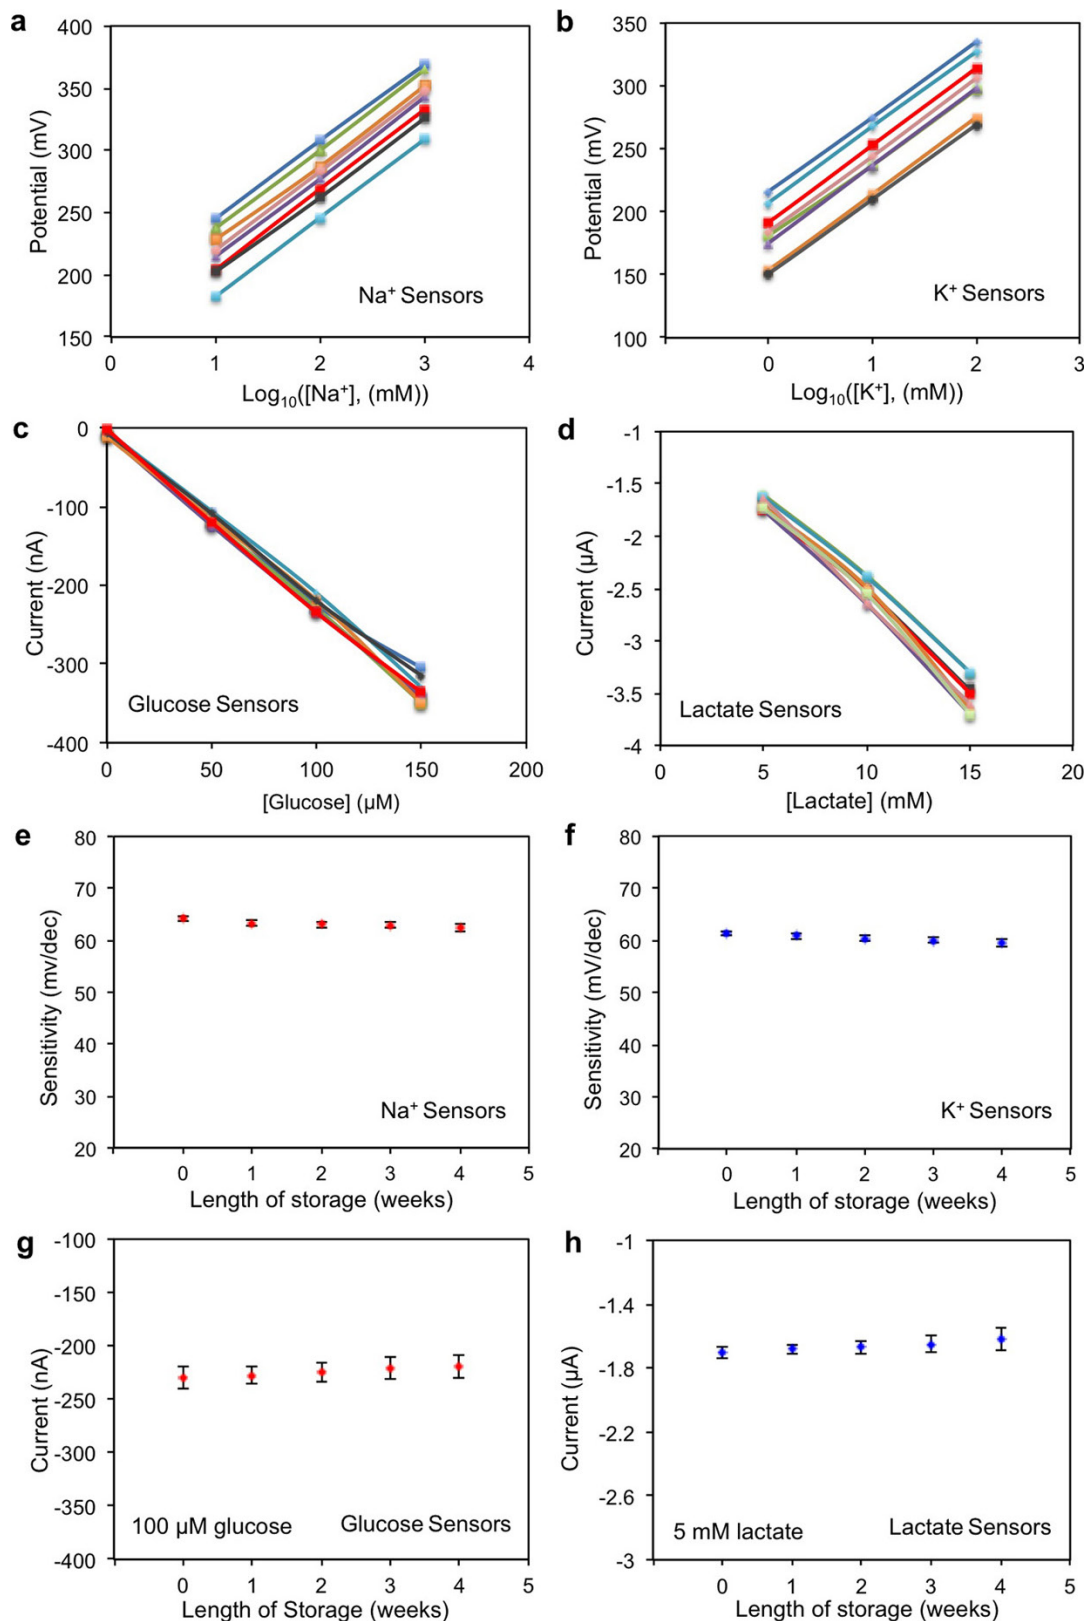 a
400
350
300
250
200
150
Potential (mV)
0 1 2 3 4
Log₁₀([Na⁺], (mM))
Na⁺ Sensors
b
350
300
250
200
150
100
Potential (mV)
-1 0 1 2 3
Log₁₀([K⁺], (mM))
K⁺ Sensors
c
0
-100
-200
-300
-400
Current (nA)
0 50 100 150 200
[Glucose] (µM)
Glucose Sensors
d
-1
-1.5
-2
-2.5
-3
-3.5
-4
Current (µA)
0 5 10 15 20
[Lactate] (mM)
Lactate Sensors
e
80
70
60
50
40
30
20
Sensitivity (mv/dec)
0 1 2 3 4 5
Length of storage (weeks)
Na⁺ Sensors
f
80
70
60
50
40
30
20
Sensitivity (mV/dec)
0 1 2 3 4 5
Length of storage (weeks)
K⁺ Sensors
g
-100
-150
-200
-250
-300
-350
-400
Current (nA)
100 µM glucose
Glucose Sensors
0 1 2 3 4 5
Length of Storage (weeks)
h
-1
-1.4
-1.8
-2.2
-2.6
-3
Current (µA)
5 mM lactate
Lactate Sensors
0 1 2 3 4 5
Length of storage (weeks)